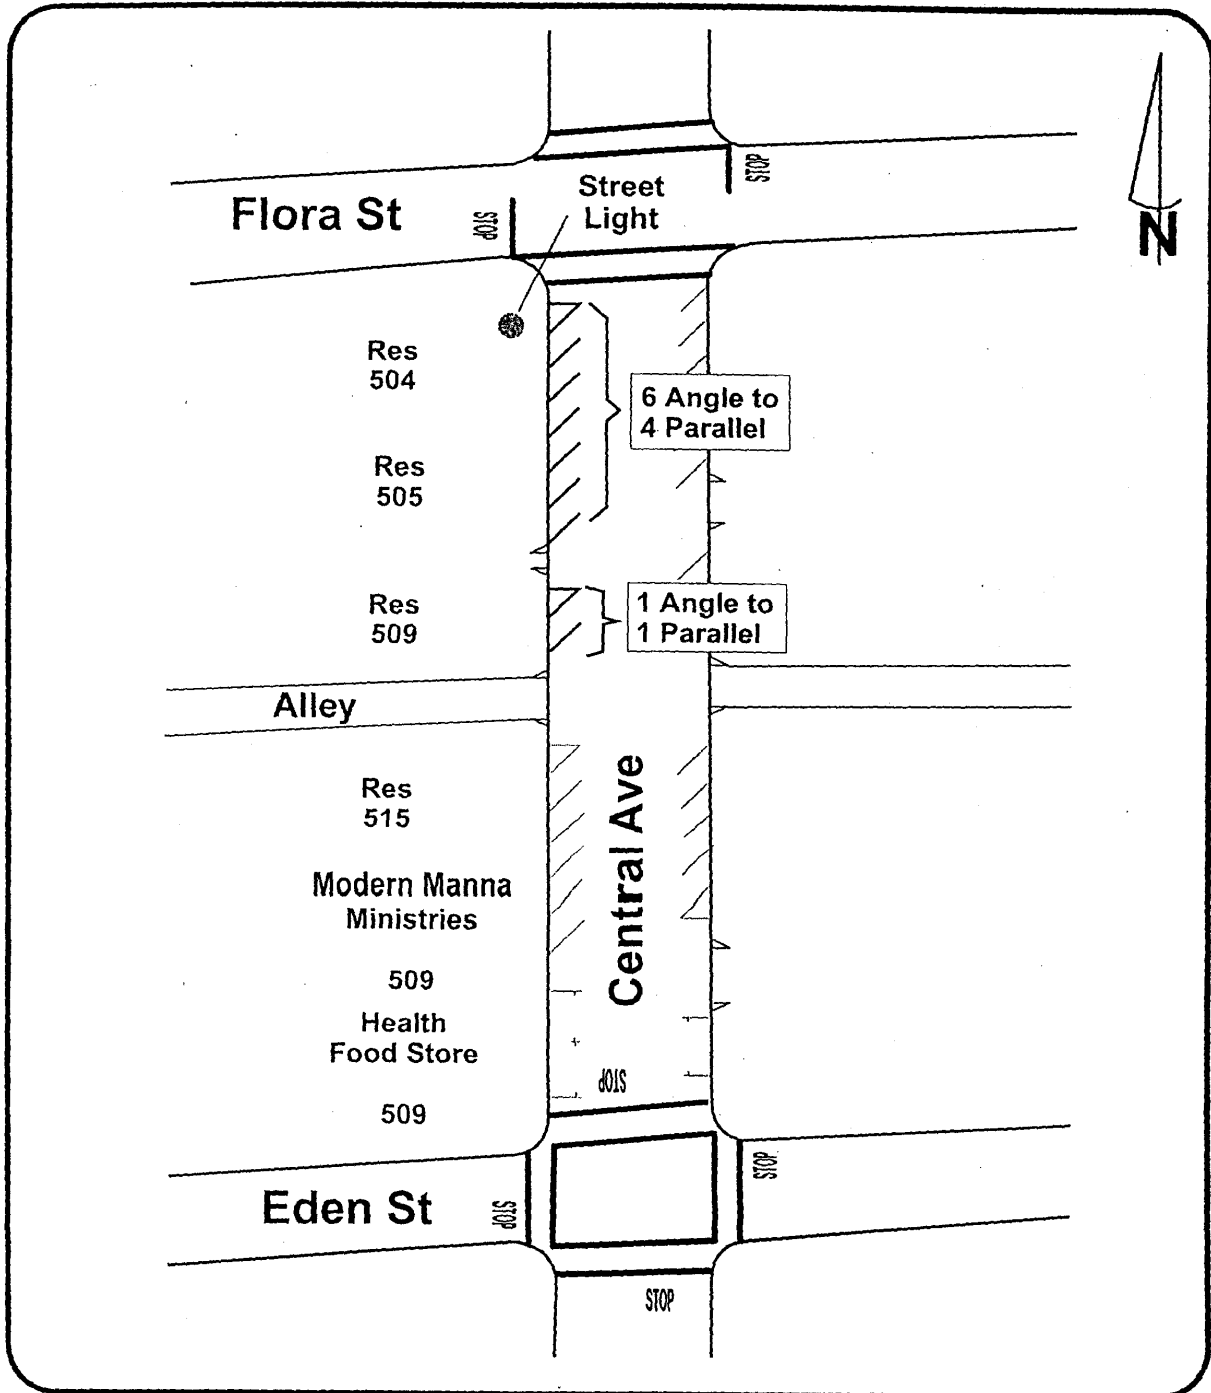 STOP
Street
Light
Flora St
STOP
N
Res
504
6 Angle to
4 Parallel
Res
505
Res
509
1 Angle to
1 Parallel
Alley
Central Ave
Res
515
Modern Manna
Ministries
509
Health
Food Store
STOP
509
STOP
Eden St
STOP
STOP